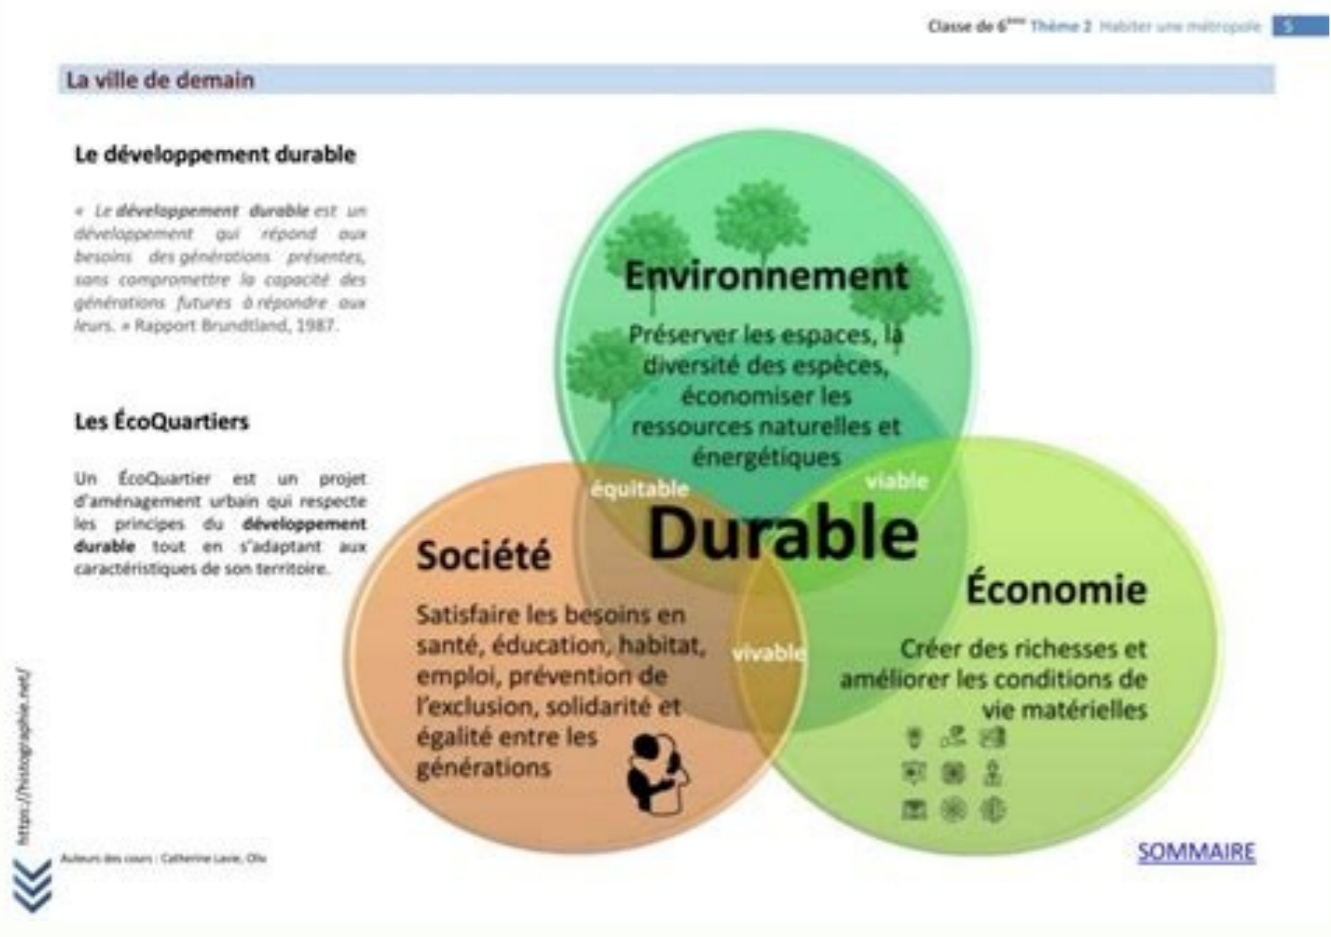 Classe de 6ème Thème 2 Habiter une métropole 5
La ville de demain
Le développement durable
« Le développement durable est un
développement qui répond aux
besoins des générations présentes,
sans compromettre la capacité des
générations futures à répondre aux
leurs. » Rapport Brundtland, 1987.
Les ÉcoQuartiers
Un ÉcoQuartier est un projet
d'aménagement urbain qui respecte
les principes du développement
durable tout en s'adaptant aux
caractéristiques de son territoire.
Environnement
Préserver les espaces, la
diversité des espèces,
économiser les
ressources naturelles et
énergétiques
équitable
viable
Durable
Société
Satisfaire les besoins en
santé, éducation, habitat,
emploi, prévention de
l'exclusion, solidarité et
égalité entre les
générations
vivable
Économie
Créer des richesses et
améliorer les conditions de
vie matérielles
https://histographie.net/
Auteurs des cours : Catherine Lavie,
SOMMAIRE